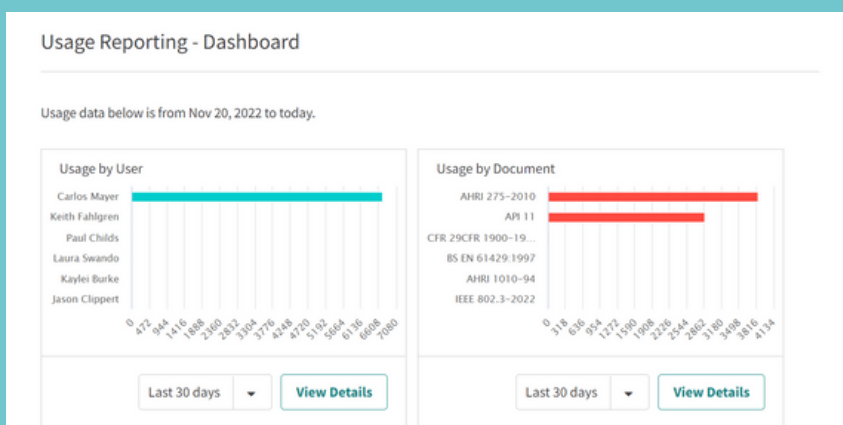 Usage Reporting - Dashboard
Usage data below is from Nov 20, 2022 to today.
Usage by User
Carlos Mayer
Keith Fahlgren
Paul Childs
Laura Swando
Kaylei Burke
Jason Clippert
0 472 944 1416 1888 2360 2832 3304 3776 4248 4720 5192 5664 6136 6608 7080
Last 30 days
View Details
Usage by Document
AHRI 275-2010
API 11
CFR 29CFR 1900-19...
BS EN 61429:1997
AHRI 1010-94
IEEE 802.3-2022
0 318 636 954 1272 1590 1908 2226 2544 2862 3180 3498 3816 4134
Last 30 days
View Details